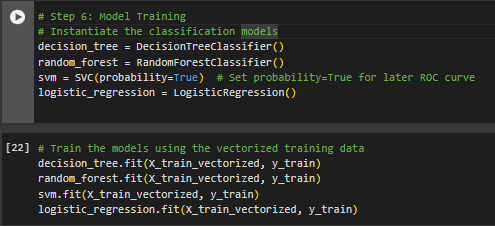 # Step 6: Model Training
# Instantiate the classification models
decision_tree = DecisionTreeClassifier()
random_forest = RandomForestClassifier()
svm = SVC(probability=True)  # Set probability=True for later ROC curve
logistic_regression = LogisticRegression()
[22] # Train the models using the vectorized training data
decision_tree.fit(X_train_vectorized, y_train)
random_forest.fit(X_train_vectorized, y_train)
svm.fit(X_train_vectorized, y_train)
logistic_regression.fit(X_train_vectorized, y_train)